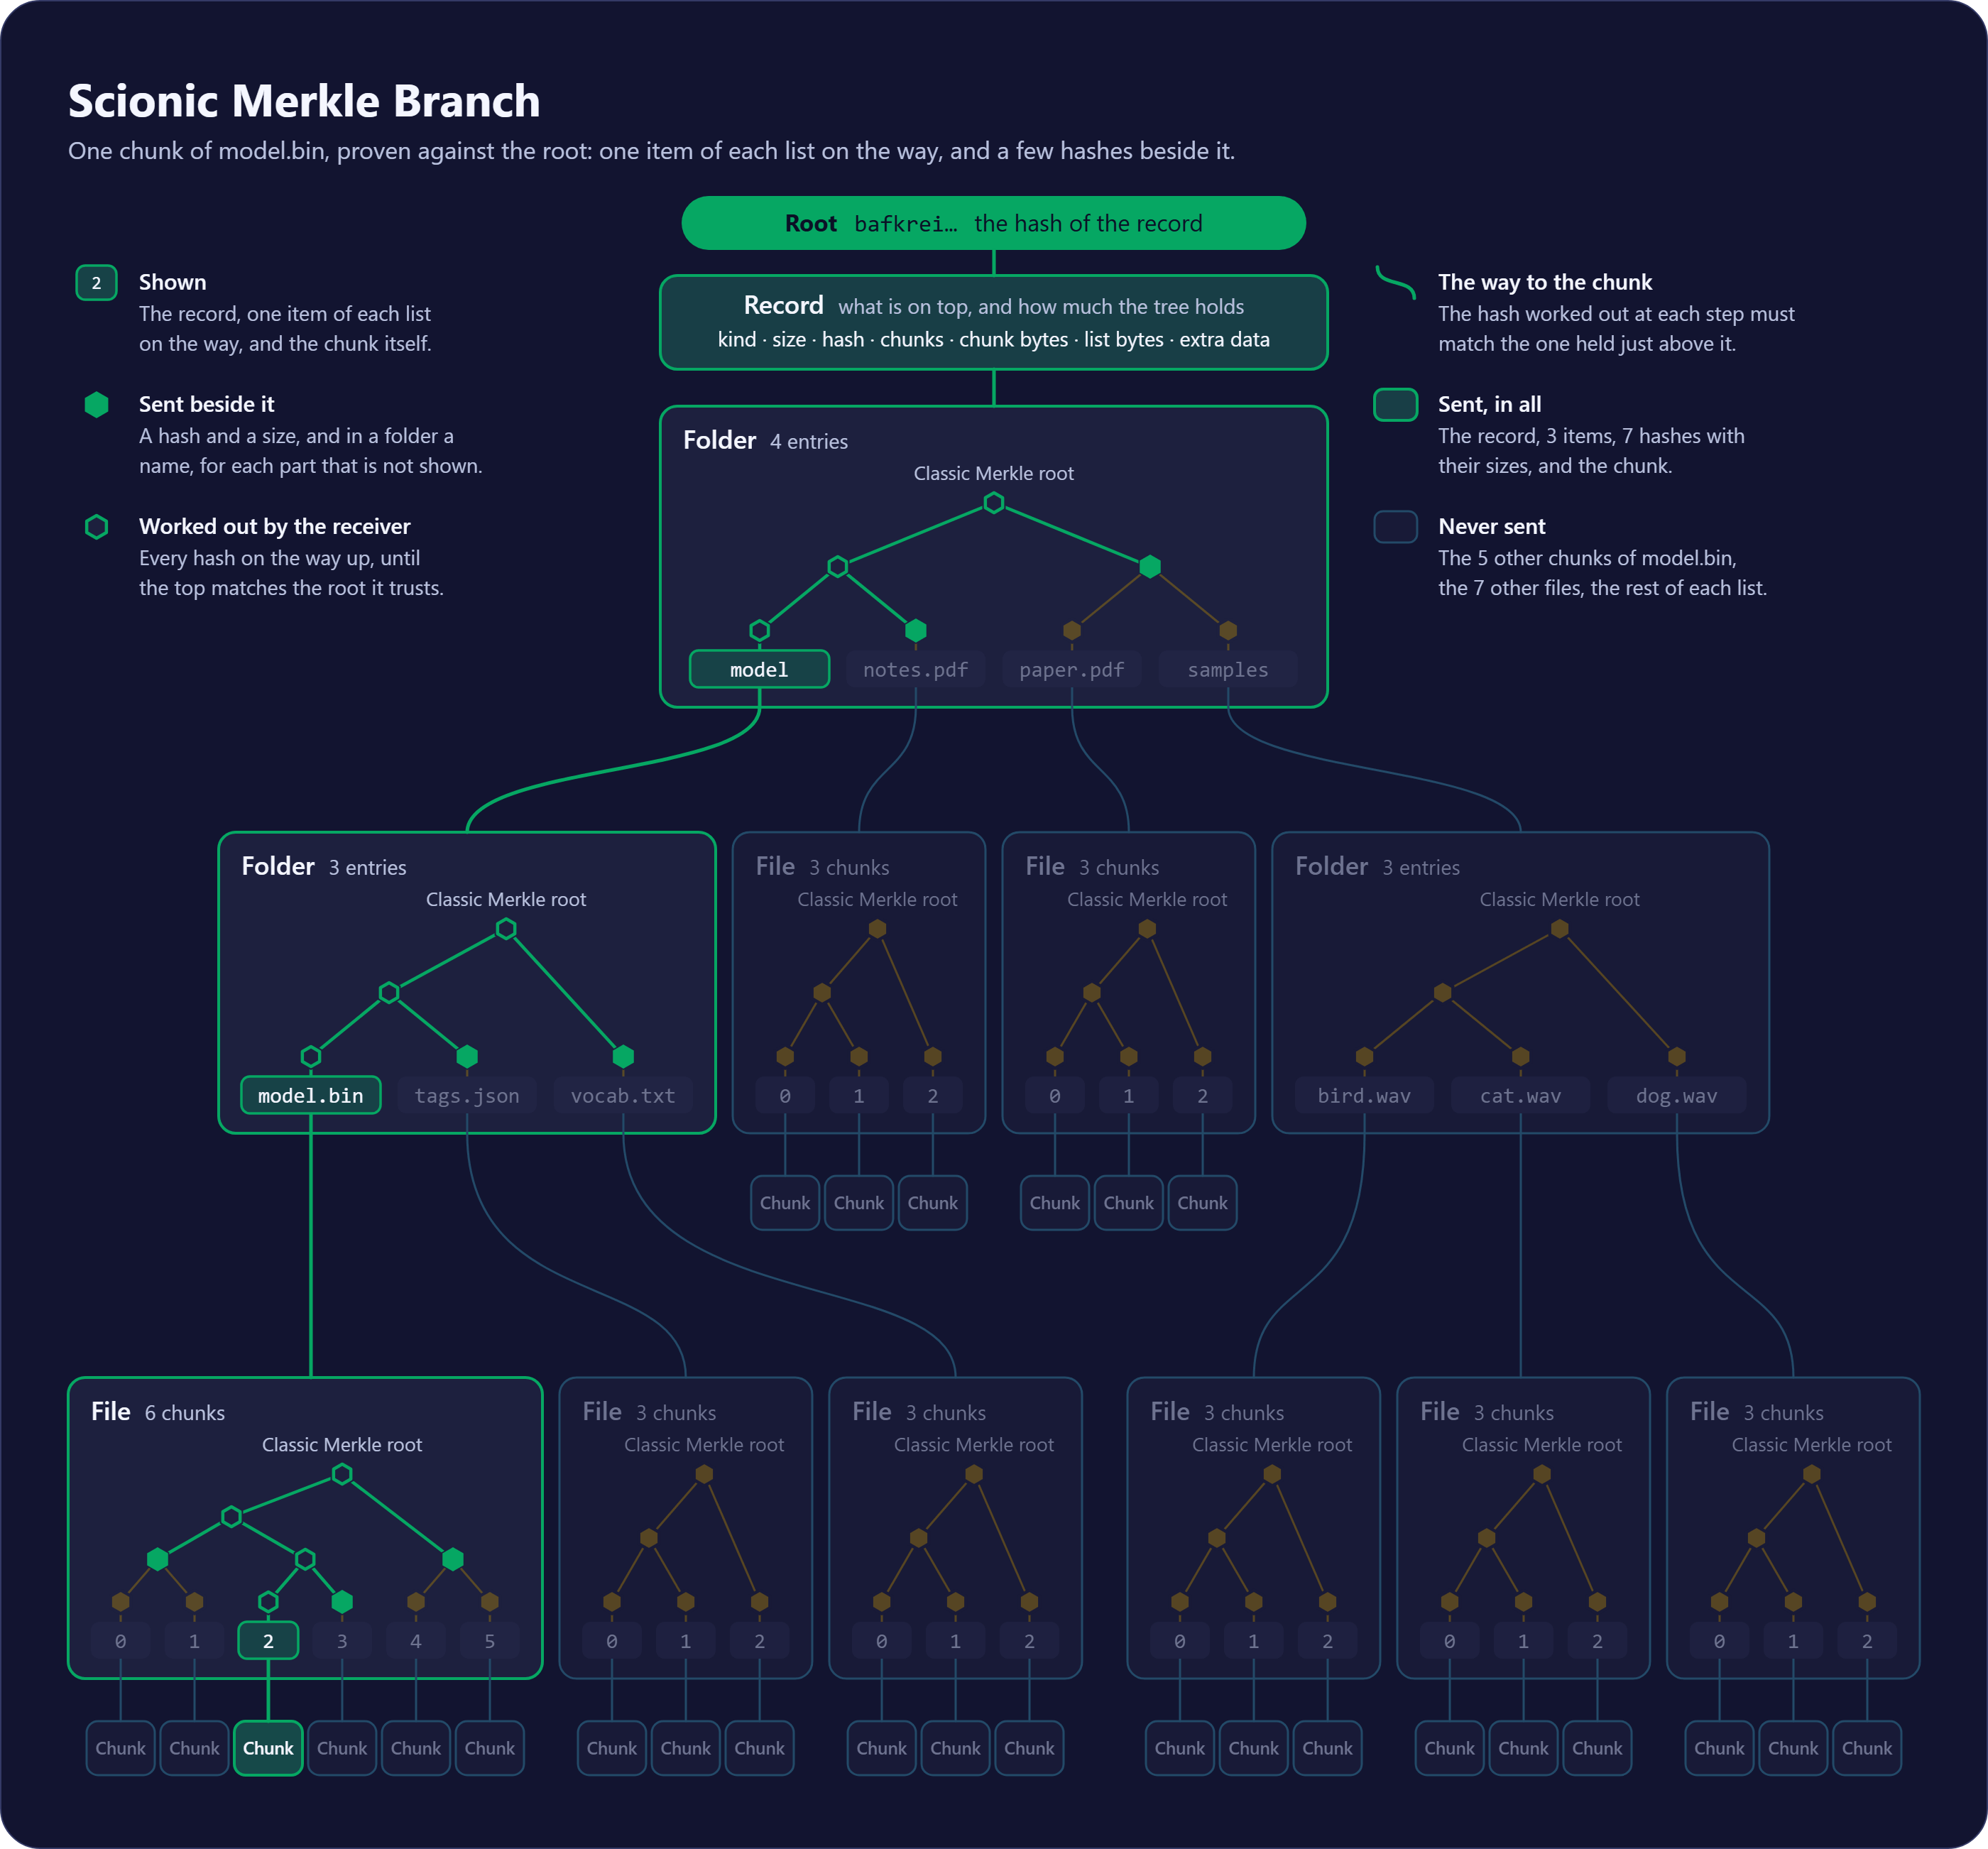 Scionic Merkle Branch
One chunk of model.bin, proven against the root: one item of each list on the way, and a few hashes beside it.
Root bafkrei… the hash of the record
Record what is on top, and how much the tree holds
kind · size · hash · chunks · chunk bytes · list bytes · extra data
2
Shown
The record, one item of each list
on the way, and the chunk itself.
Sent beside it
A hash and a size, and in a folder a
name, for each part that is not shown.
Worked out by the receiver
Every hash on the way up, until
the top matches the root it trusts.
The way to the chunk
The hash worked out at each step must
match the one held just above it.
Sent, in all
The record, 3 items, 7 hashes with
their sizes, and the chunk.
Never sent
The 5 other chunks of model.bin,
the 7 other files, the rest of each list.
Folder 4 entries
Classic Merkle root
model notes.pdf paper.pdf samples
Folder 3 entries
Classic Merkle root
model.bin tags.json vocab.txt
File 3 chunks
Classic Merkle root
0 1 2
Chunk Chunk Chunk
File 3 chunks
Classic Merkle root
0 1 2
Chunk Chunk Chunk
Folder 3 entries
Classic Merkle root
bird.wav cat.wav dog.wav
File 6 chunks
Classic Merkle root
0 1 2 3 4 5
Chunk Chunk Chunk Chunk Chunk Chunk
File 3 chunks
Classic Merkle root
0 1 2
Chunk Chunk Chunk
File 3 chunks
Classic Merkle root
0 1 2
Chunk Chunk Chunk
File 3 chunks
Classic Merkle root
0 1 2
Chunk Chunk Chunk
File 3 chunks
Classic Merkle root
0 1 2
Chunk Chunk Chunk
File 3 chunks
Classic Merkle root
0 1 2
Chunk Chunk Chunk